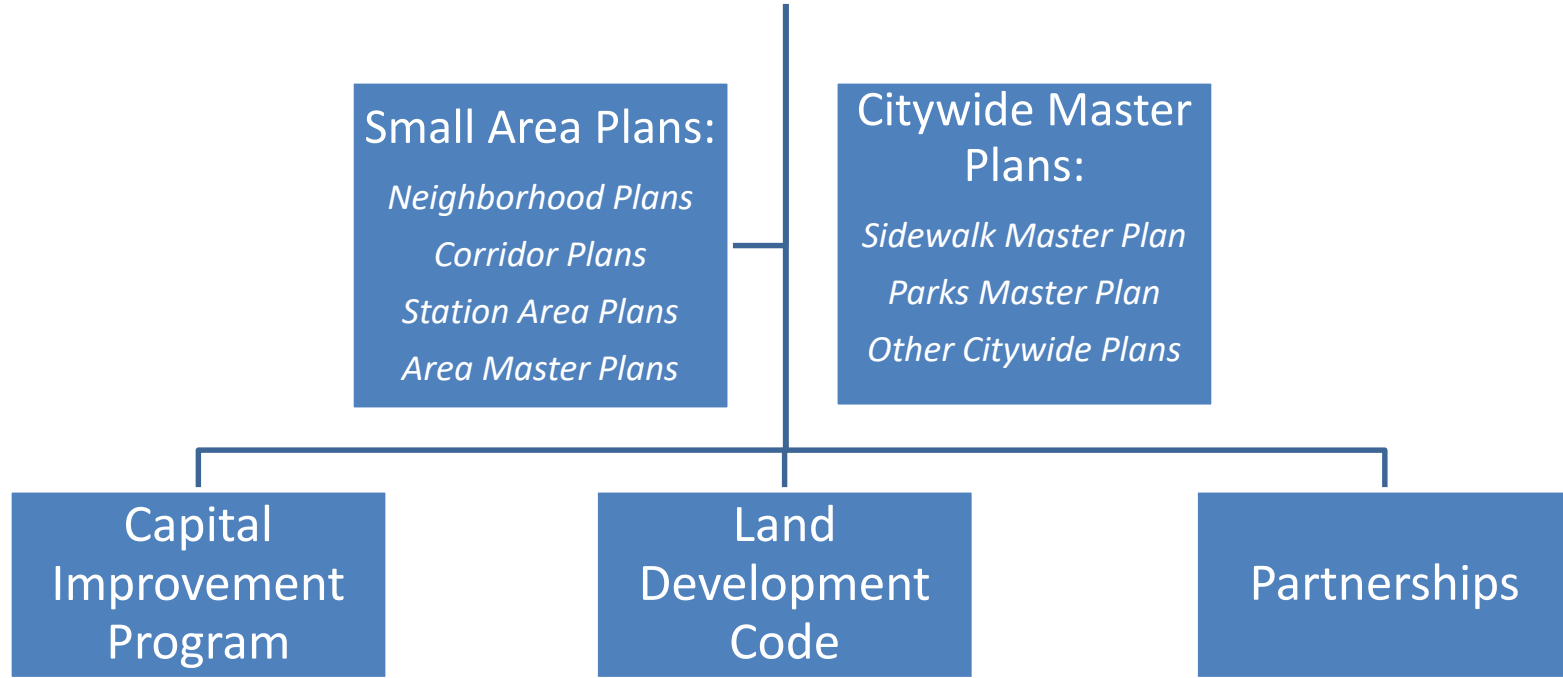 Small Area Plans:
Neighborhood Plans
Corridor Plans
Station Area Plans
Area Master Plans
Citywide Master
Plans:
Sidewalk Master Plan
Parks Master Plan
Other Citywide Plans
Capital
Improvement
Program
Land
Development
Code
Partnerships